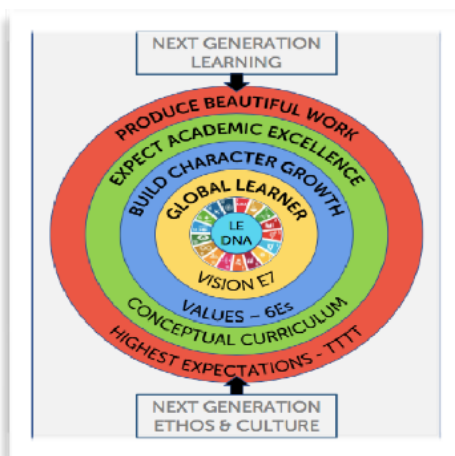 NEXT GENERATION
LEARNING
PRODUCE BEAUTIFUL WORK
EXPECT ACADEMIC EXCELLENCE
BUILD CHARACTER GROWTH
GLOBAL LEARNER
LE
DNA
VISION E7
VALUES – 6Es
CONCEPTUAL CURRICULUM
HIGHEST EXPECTATIONS - TTTT
NEXT GENERATION
ETHOS & CULTURE